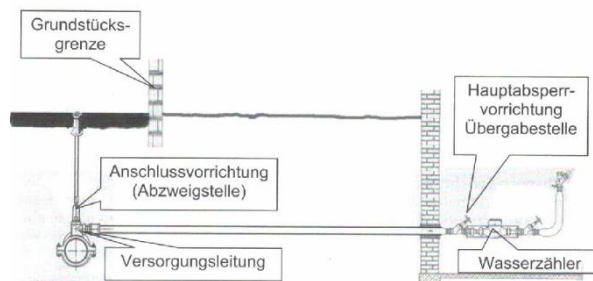 Grundstücks-
grenze
Hauptabsperr-
vorrichtung
Übergabestelle
Anschlussvorrichtung
(Abzweigstelle)
Versorgungsleitung
Wasserzähler